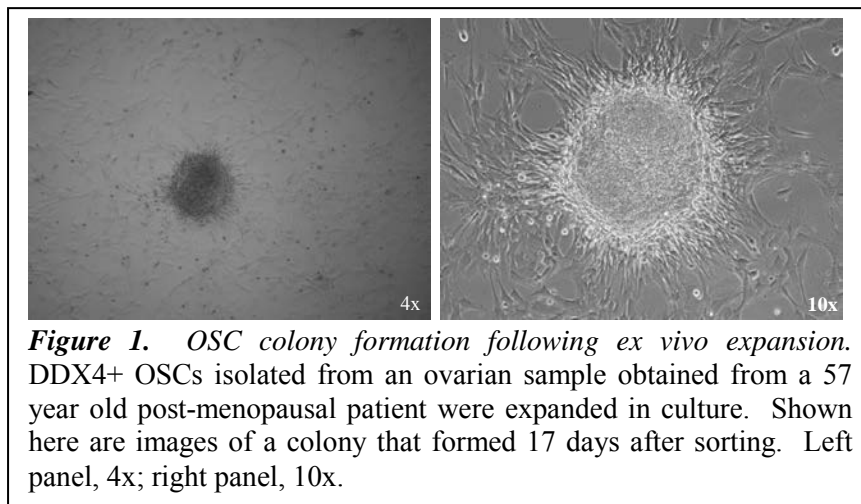 4x
10x
Figure 1. OSC colony formation following ex vivo expansion.
DDX4+ OSCs isolated from an ovarian sample obtained from a 57
year old post-menopausal patient were expanded in culture. Shown
here are images of a colony that formed 17 days after sorting. Left
panel, 4x; right panel, 10x.